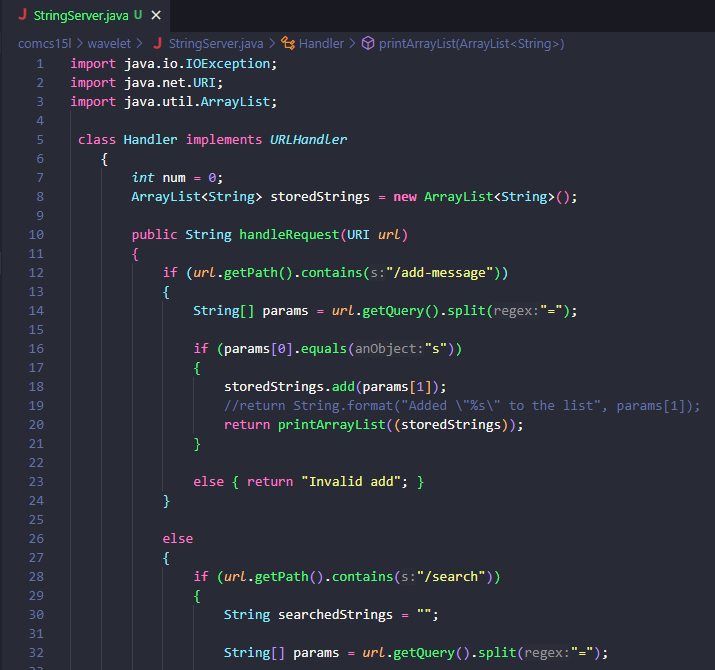 J StringServer.java U ×
comcs15l > wavelet > J StringServer.java > Handler > printArrayList(ArrayList<String>)
1 import java.io.IOException;
2 import java.net.URI;
3 import java.util.ArrayList;
4
5 class Handler implements URLHandler
6 {
7 int num = 0;
8 ArrayList<String> storedStrings = new ArrayList<String>();
9
10 public String handleRequest(URI url)
11 {
12 if (url.getPath().contains(s:"/add-message"))
13 {
14 String[] params = url.getQuery().split(regex:"=");
15
16 if (params[0].equals(anObject:"s"))
17 {
18 storedStrings.add(params[1]);
19 //return String.format("Added \"%s\" to the list", params[1]);
20 return printArrayList((storedStrings));
21 }
22
23 else { return "Invalid add"; }
24 }
25
26 else
27 {
28 if (url.getPath().contains(s:"/search"))
29 {
30 String searchedStrings = "";
31
32 String[] params = url.getQuery().split(regex:"=");